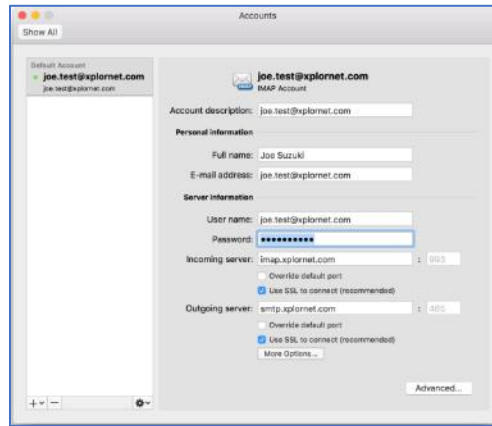 Accounts
Show All
Default Account
joe.test@xplornet.com
joe.test@xplornet.com
joe.test@xplornet.com
IMAP Account
Account description: joe.test@xplornet.com
Personal information
Full name: Joe Suzuki
E-mail address: joe.test@xplornet.com
Server information
User name: joe.test@xplornet.com
Password: ••••••••••
Incoming server: imap.xplornet.com : 993
Override default port
Use SSL to connect (recommended)
Outgoing server: smtp.xplornet.com : 465
Override default port
Use SSL to connect (recommended)
More Options...
Advanced...